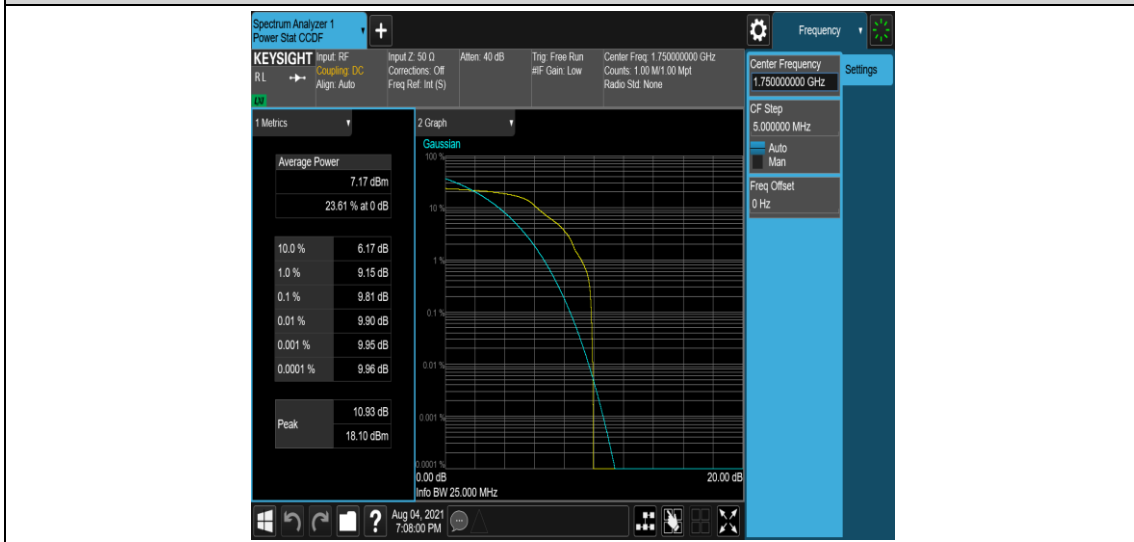 Spectrum Analyzer 1
Power Stat CCDF
+
Frequency
KEYSIGHT
RL
LXI
Input: RF
Coupling: DC
Align: Auto
Input Z: 50 Ω
Corrections: Off
Freq Ref: Int (S)
Atten: 40 dB
Trig: Free Run
#IF Gain: Low
Center Freq: 1.750000000 GHz
Counts: 1.00 M/1.00 Mpt
Radio Std: None
Center Frequency
1.750000000 GHz
Settings
CF Step
5.000000 MHz
Auto
Man
Freq Offset
0 Hz
1 Metrics
Average Power
7.17 dBm
23.61 % at 0 dB
10.0 % 6.17 dB
1.0 % 9.15 dB
0.1 % 9.81 dB
0.01 % 9.90 dB
0.001 % 9.95 dB
0.0001 % 9.96 dB
Peak 10.93 dB
18.10 dBm
2 Graph
Gaussian
100 %
10 %
1 %
0.1 %
0.01 %
0.001 %
0.0001 %
0.00 dB 20.00 dB
Info BW 25.000 MHz
?
Aug 04, 2021
7:08:00 PM